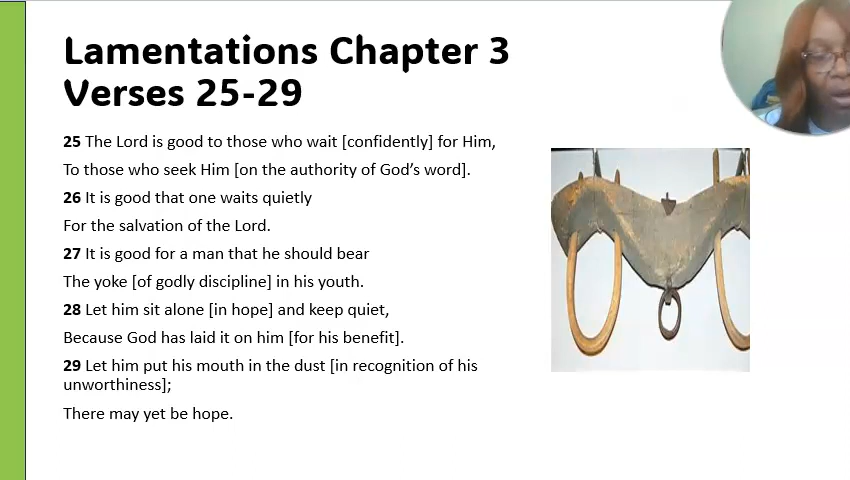 Lamentations Chapter 3
Verses 25-29
25 The Lord is good to those who wait [confidently] for Him,
To those who seek Him [on the authority of God’s word].
26 It is good that one waits quietly
For the salvation of the Lord.
27 It is good for a man that he should bear
The yoke [of godly discipline] in his youth.
28 Let him sit alone [in hope] and keep quiet,
Because God has laid it on him [for his benefit].
29 Let him put his mouth in the dust [in recognition of his
unworthiness];
There may yet be hope.